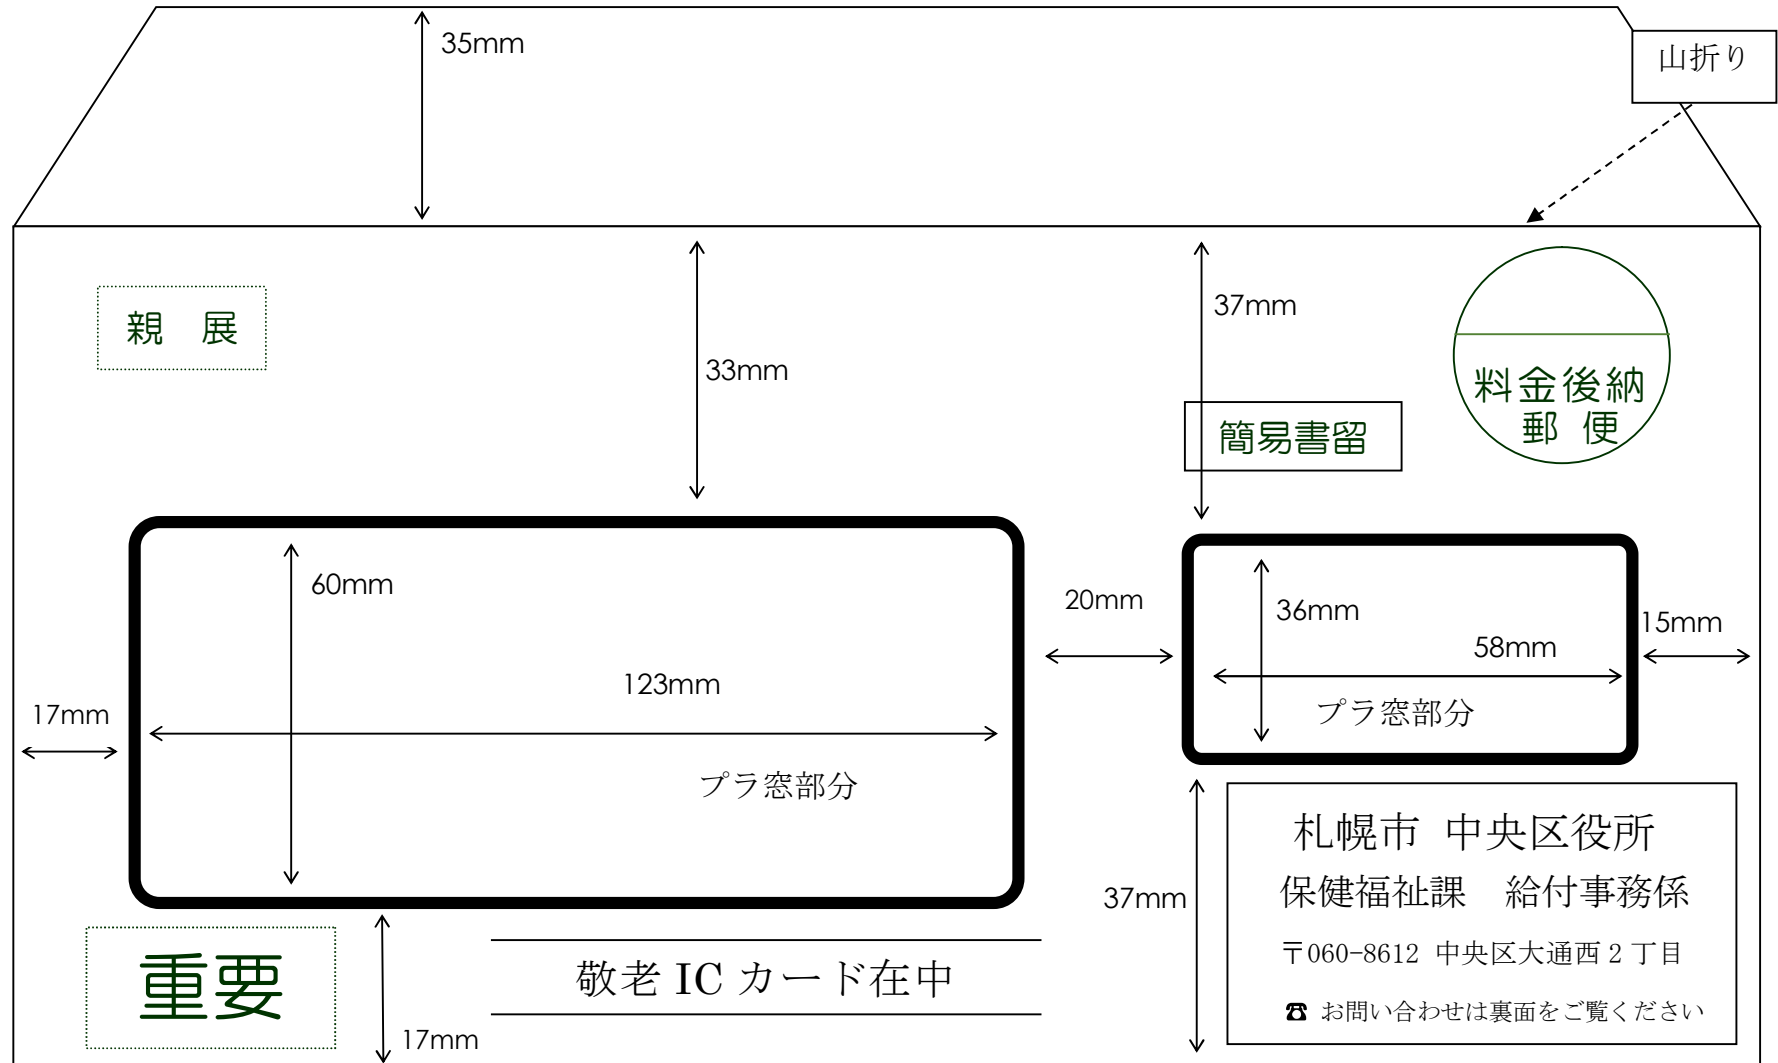 35mm
山折り
親　展
33mm
37mm
料金後納
郵 便
簡易書留
60mm
123mm
プラ窓部分
17mm
20mm
36mm
58mm
プラ窓部分
15mm
37mm
札幌市 中央区役所
保健福祉課　給付事務係
〒060-8612 中央区大通西２丁目
☎ お問い合わせは裏面をご覧ください
重要
17mm
敬老 IC カード在中